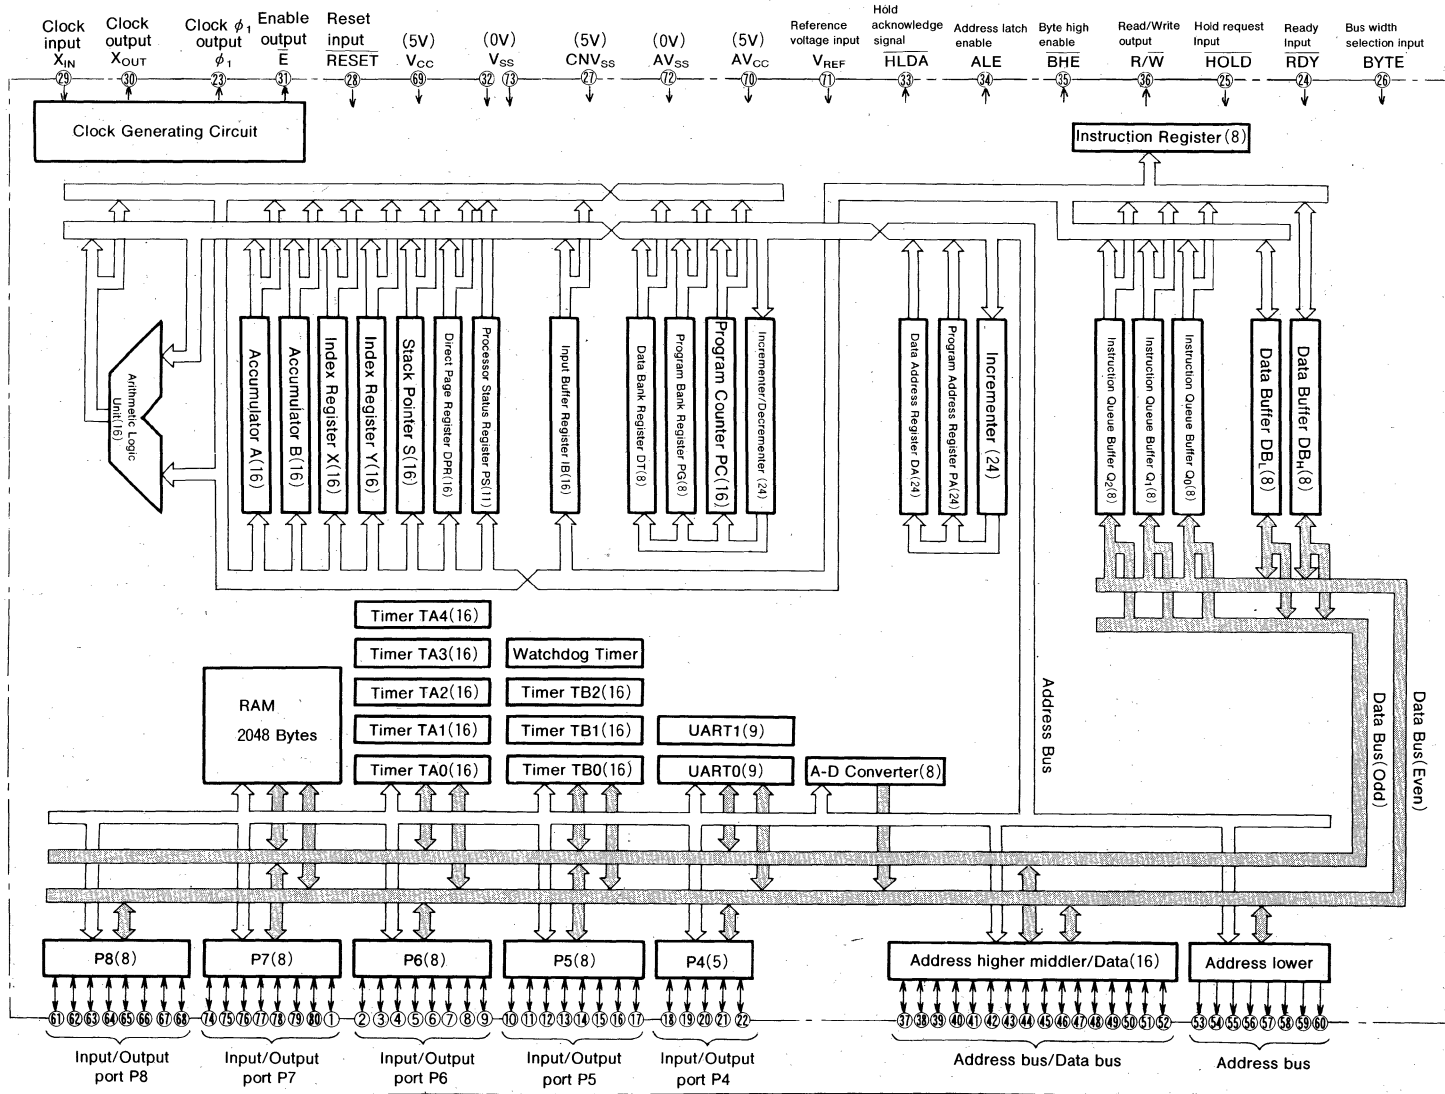 Clock input XIN 29
Clock output XOUT 30
Clock ϕ1 output ϕ1 23
Enable output E 31
Reset input RESET 28
(5V) VCC 69
(0V) VSS 32 73
(5V) CNVSS 27
(0V) AVSS 72
(5V) AVCC 70
Reference voltage input VREF 71
Hold acknowledge signal HLDA 33
Address latch enable ALE 34
Byte high enable BHE 35
Read/Write output R/W 36
Hold request Input HOLD 25
Ready Input RDY 24
Bus width selection input BYTE 26
Clock Generating Circuit
Instruction Register (8)
Arithmetic Logic Unit(16)
Accumulator A(16)
Accumulator B(16)
Index Register X(16)
Index Register Y(16)
Stack Pointer S(16)
Direct Page Register DPR(16)
Processor Status Register PS(11)
Input Buffer Register IB(16)
Data Bank Register DT(8)
Program Bank Register PG(8)
Program Counter PC(16)
Incrementer/Decrementer (24)
Data Address Register DA(24)
Program Address Register PA(24)
Incrementer (24)
Instruction Queue Buffer Q2(8)
Instruction Queue Buffer Q1(8)
Instruction Queue Buffer Q0(8)
Data Buffer DBL(8)
Data Buffer DBH(8)
Timer TA4(16)
Timer TA3(16)
Timer TA2(16)
Timer TA1(16)
Timer TA0(16)
Watchdog Timer
Timer TB2(16)
Timer TB1(16)
Timer TB0(16)
RAM
2048 Bytes
UART1(9)
UART0(9)
A-D Converter(8)
Address Bus
Data Bus(Odd)
Data Bus(Even)
P8(8)
P7(8)
P6(8)
P5(8)
P4(5)
Address higher middler/Data(16)
Address lower
61 62 63 64 65 66 67 68
74 75 76 77 78 79 80 1
2 3 4 5 6 7 8 9
10 11 12 13 14 15 16 17
18 19 20 21 22
37 38 39 40 41 42 43 44 45 46 47 48 49 50 51 52
53 54 55 56 57 58 59 60
Input/Output port P8
Input/Output port P7
Input/Output port P6
Input/Output port P5
Input/Output port P4
Address bus/Data bus
Address bus